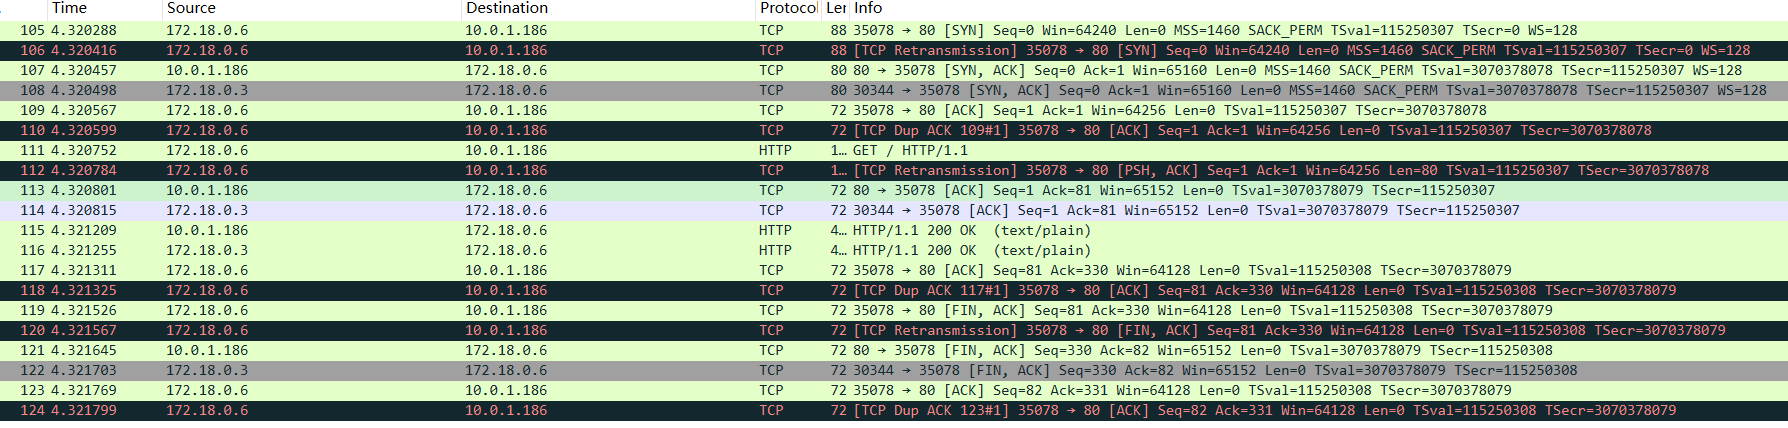 Time Source Destination Protocol Ler Info
105 4.320288 172.18.0.6 10.0.1.186 TCP 88 35078 → 80 [SYN] Seq=0 Win=64240 Len=0 MSS=1460 SACK_PERM TSval=115250307 TSecr=0 WS=128
106 4.320416 172.18.0.6 10.0.1.186 TCP 88 [TCP Retransmission] 35078 → 80 [SYN] Seq=0 Win=64240 Len=0 MSS=1460 SACK_PERM TSval=115250307 TSecr=0 WS=128
107 4.320457 10.0.1.186 172.18.0.6 TCP 80 80 → 35078 [SYN, ACK] Seq=0 Ack=1 Win=65160 Len=0 MSS=1460 SACK_PERM TSval=3070378078 TSecr=115250307 WS=128
108 4.320498 172.18.0.3 172.18.0.6 TCP 80 30344 → 35078 [SYN, ACK] Seq=0 Ack=1 Win=65160 Len=0 MSS=1460 SACK_PERM TSval=3070378078 TSecr=115250307 WS=128
109 4.320567 172.18.0.6 10.0.1.186 TCP 72 35078 → 80 [ACK] Seq=1 Ack=1 Win=64256 Len=0 TSval=115250307 TSecr=3070378078
110 4.320599 172.18.0.6 10.0.1.186 TCP 72 [TCP Dup ACK 109#1] 35078 → 80 [ACK] Seq=1 Ack=1 Win=64256 Len=0 TSval=115250307 TSecr=3070378078
111 4.320752 172.18.0.6 10.0.1.186 HTTP 1… GET / HTTP/1.1
112 4.320784 172.18.0.6 10.0.1.186 TCP 1… [TCP Retransmission] 35078 → 80 [PSH, ACK] Seq=1 Ack=1 Win=64256 Len=80 TSval=115250307 TSecr=3070378078
113 4.320801 10.0.1.186 172.18.0.6 TCP 72 80 → 35078 [ACK] Seq=1 Ack=81 Win=65152 Len=0 TSval=3070378079 TSecr=115250307
114 4.320815 172.18.0.3 172.18.0.6 TCP 72 30344 → 35078 [ACK] Seq=1 Ack=81 Win=65152 Len=0 TSval=3070378079 TSecr=115250307
115 4.321209 10.0.1.186 172.18.0.6 HTTP 4… HTTP/1.1 200 OK (text/plain)
116 4.321255 172.18.0.3 172.18.0.6 HTTP 4… HTTP/1.1 200 OK (text/plain)
117 4.321311 172.18.0.6 10.0.1.186 TCP 72 35078 → 80 [ACK] Seq=81 Ack=330 Win=64128 Len=0 TSval=115250308 TSecr=3070378079
118 4.321325 172.18.0.6 10.0.1.186 TCP 72 [TCP Dup ACK 117#1] 35078 → 80 [ACK] Seq=81 Ack=330 Win=64128 Len=0 TSval=115250308 TSecr=3070378079
119 4.321526 172.18.0.6 10.0.1.186 TCP 72 35078 → 80 [FIN, ACK] Seq=81 Ack=330 Win=64128 Len=0 TSval=115250308 TSecr=3070378079
120 4.321567 172.18.0.6 10.0.1.186 TCP 72 [TCP Retransmission] 35078 → 80 [FIN, ACK] Seq=81 Ack=330 Win=64128 Len=0 TSval=115250308 TSecr=3070378079
121 4.321645 10.0.1.186 172.18.0.6 TCP 72 80 → 35078 [FIN, ACK] Seq=330 Ack=82 Win=65152 Len=0 TSval=3070378079 TSecr=115250308
122 4.321703 172.18.0.3 172.18.0.6 TCP 72 30344 → 35078 [FIN, ACK] Seq=330 Ack=82 Win=65152 Len=0 TSval=3070378079 TSecr=115250308
123 4.321769 172.18.0.6 10.0.1.186 TCP 72 35078 → 80 [ACK] Seq=82 Ack=331 Win=64128 Len=0 TSval=115250308 TSecr=3070378079
124 4.321799 172.18.0.6 10.0.1.186 TCP 72 [TCP Dup ACK 123#1] 35078 → 80 [ACK] Seq=82 Ack=331 Win=64128 Len=0 TSval=115250308 TSecr=3070378079